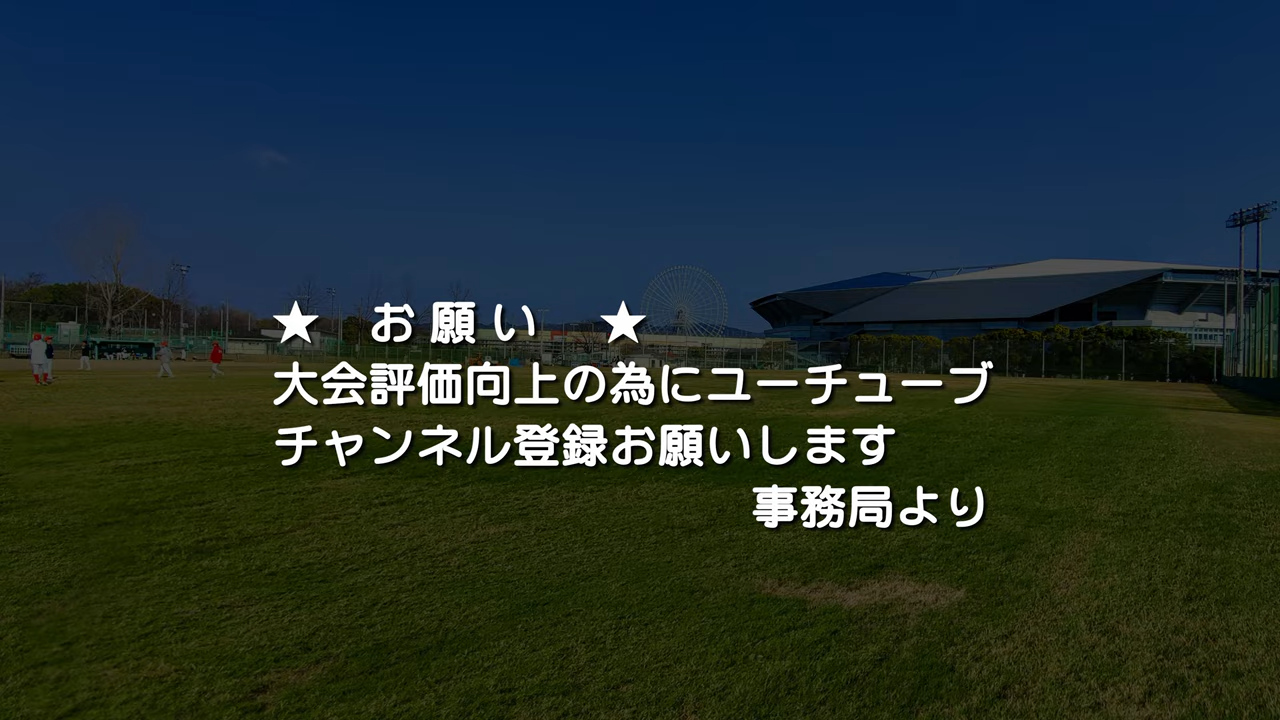 ★　お 願 い　★
大会評価向上の為にユーチューブ
チャンネル登録お願いします
事務局より